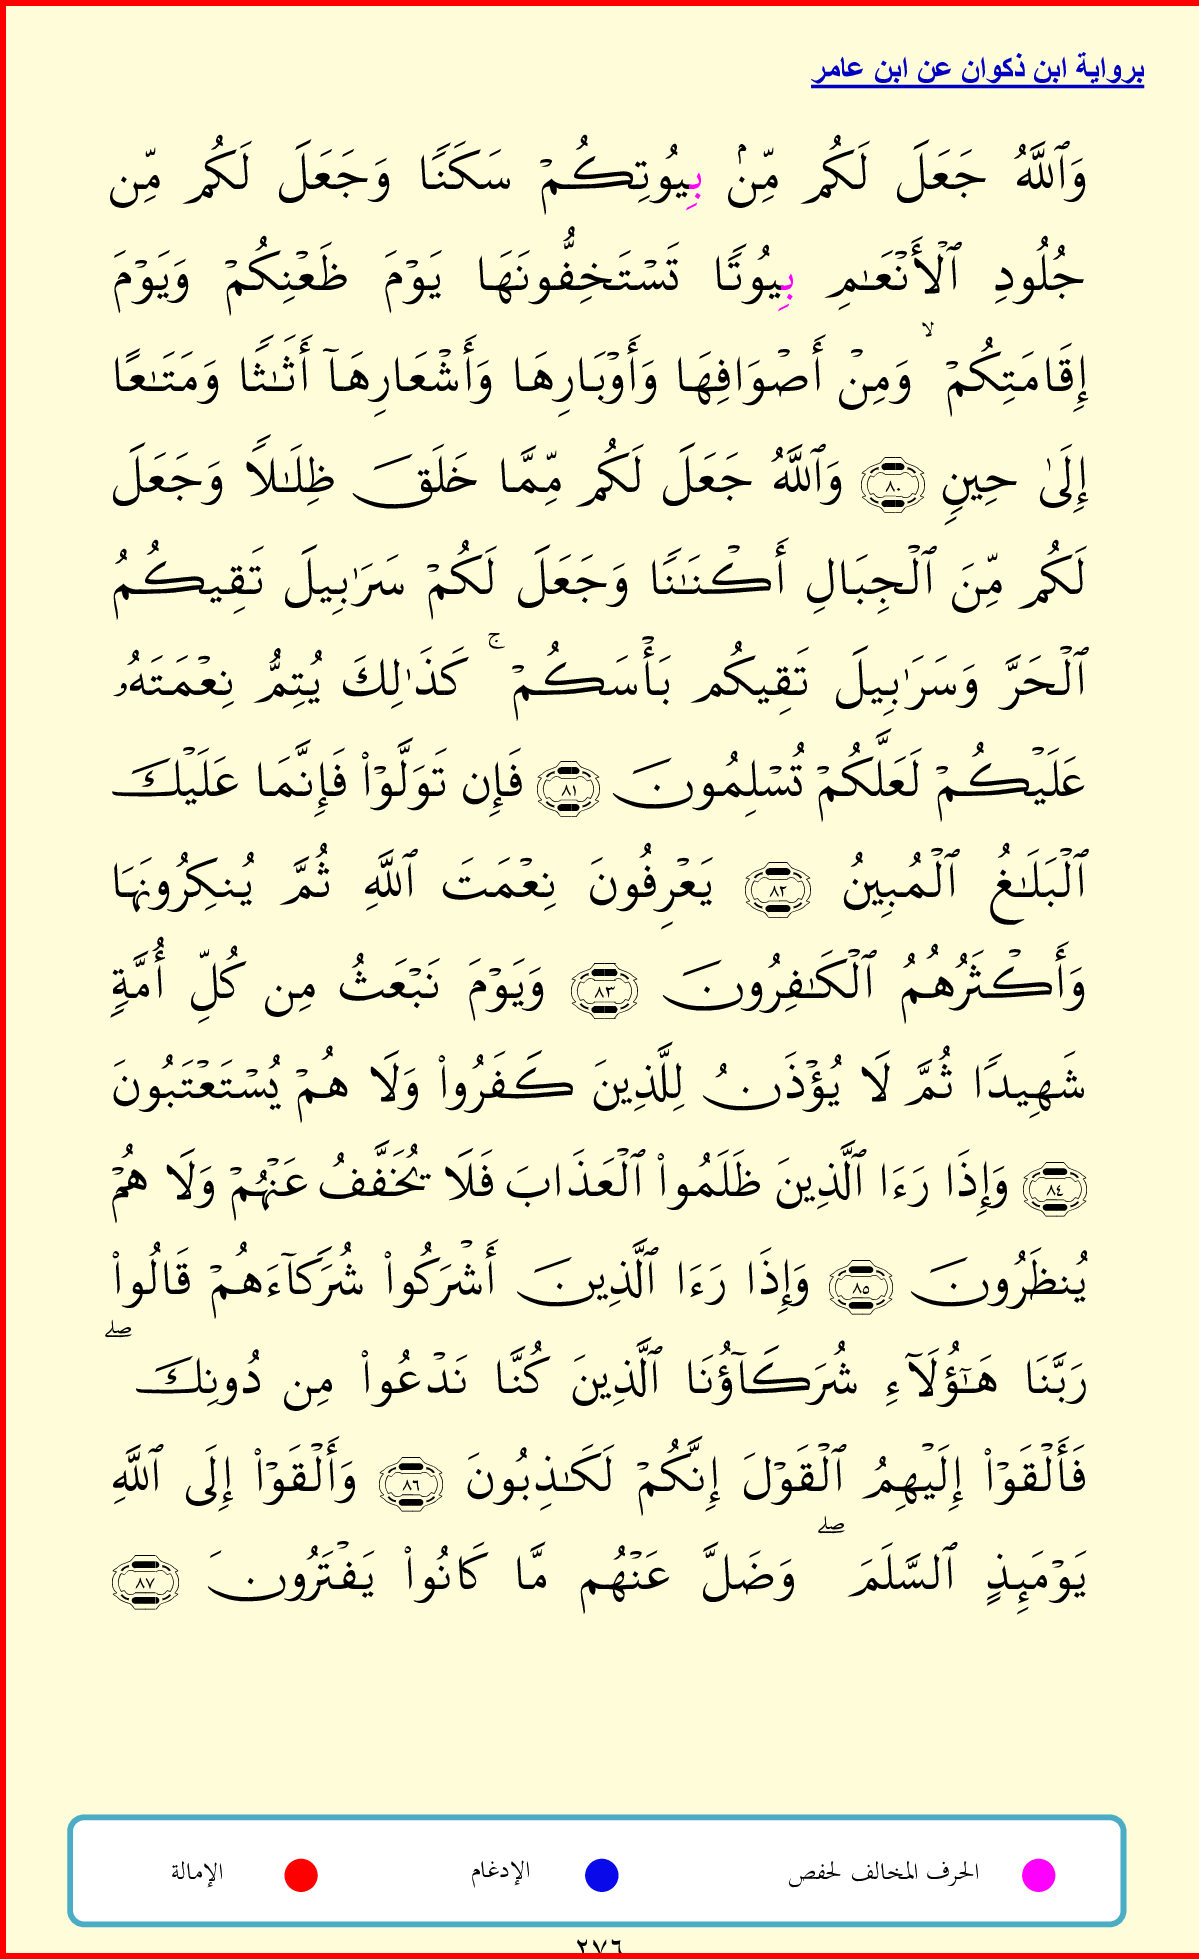 برواية ابن ذكوان عن ابن عامر
وَٱللَّهُ جَعَلَ لَكُم مِّنۢ بِيُوتِكُمۡ سَكَنًا وَجَعَلَ لَكُم مِّن
جُلُودِ ٱلۡأَنۡعَٰمِ بِيُوتًا تَسۡتَخِفُّونَهَا يَوۡمَ ظَعۡنِكُمۡ وَيَوۡمَ
إِقَامَتِكُمۡ ۙ وَمِنۡ أَصۡوَافِهَا وَأَوۡبَارِهَا وَأَشۡعَارِهَآ أَثَٰثًا وَمَتَٰعًا
إِلَىٰ حِينٍ ٨٠ وَٱللَّهُ جَعَلَ لَكُم مِّمَّا خَلَقَ ظِلَٰلًا وَجَعَلَ
لَكُم مِّنَ ٱلۡجِبَالِ أَكۡنَٰنًا وَجَعَلَ لَكُمۡ سَرَٰبِيلَ تَقِيكُمُ
ٱلۡحَرَّ وَسَرَٰبِيلَ تَقِيكُم بَأۡسَكُمۡ ۚ كَذَٰلِكَ يُتِمُّ نِعۡمَتَهُۥ
عَلَيۡكُمۡ لَعَلَّكُمۡ تُسۡلِمُونَ ٨١ فَإِن تَوَلَّوۡاْ فَإِنَّمَا عَلَيۡكَ
ٱلۡبَلَٰغُ ٱلۡمُبِينُ ٨٢ يَعۡرِفُونَ نِعۡمَتَ ٱللَّهِ ثُمَّ يُنكِرُونَهَا
وَأَكۡثَرُهُمُ ٱلۡكَٰفِرُونَ ٨٣ وَيَوۡمَ نَبۡعَثُ مِن كُلِّ أُمَّةٍ
شَهِيدًا ثُمَّ لَا يُؤۡذَنُ لِلَّذِينَ كَفَرُواْ وَلَا هُمۡ يُسۡتَعۡتَبُونَ
٨٤ وَإِذَا رَءَا ٱلَّذِينَ ظَلَمُواْ ٱلۡعَذَابَ فَلَا يُخَفَّفُ عَنۡهُمۡ وَلَا هُمۡ
يُنظَرُونَ ٨٥ وَإِذَا رَءَا ٱلَّذِينَ أَشۡرَكُواْ شُرَكَآءَهُمۡ قَالُواْ
رَبَّنَا هَٰٓؤُلَآءِ شُرَكَآؤُنَا ٱلَّذِينَ كُنَّا نَدۡعُواْ مِن دُونِكَ ۖ
فَأَلۡقَوۡاْ إِلَيۡهِمُ ٱلۡقَوۡلَ إِنَّكُمۡ لَكَٰذِبُونَ ٨٦ وَأَلۡقَوۡاْ إِلَى ٱللَّهِ
يَوۡمَئِذٍ ٱلسَّلَمَ ۖ وَضَلَّ عَنۡهُم مَّا كَانُواْ يَفۡتَرُونَ ٨٧
الحرف المخالف لحفص الإدغام الإمالة
٢٧٦